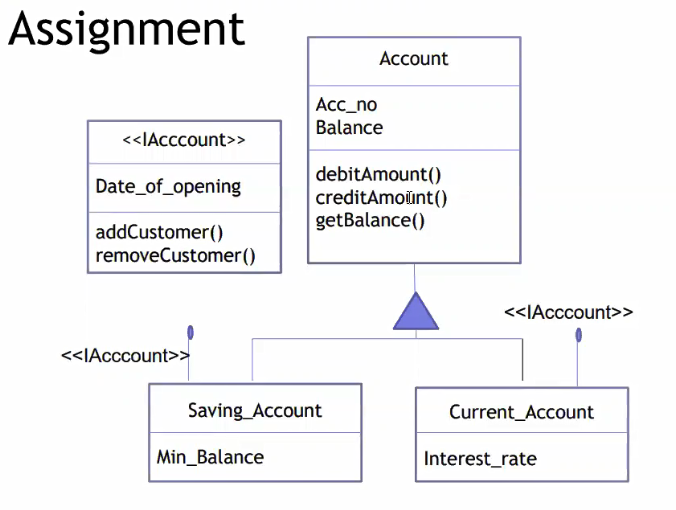 Assignment
Account
Acc_no
Balance
debitAmount()
creditAmount()
getBalance()
<<IAcccount>>
Date_of_opening
addCustomer()
removeCustomer()
<<IAcccount>>
<<IAcccount>>
Saving_Account
Min_Balance
Current_Account
Interest_rate